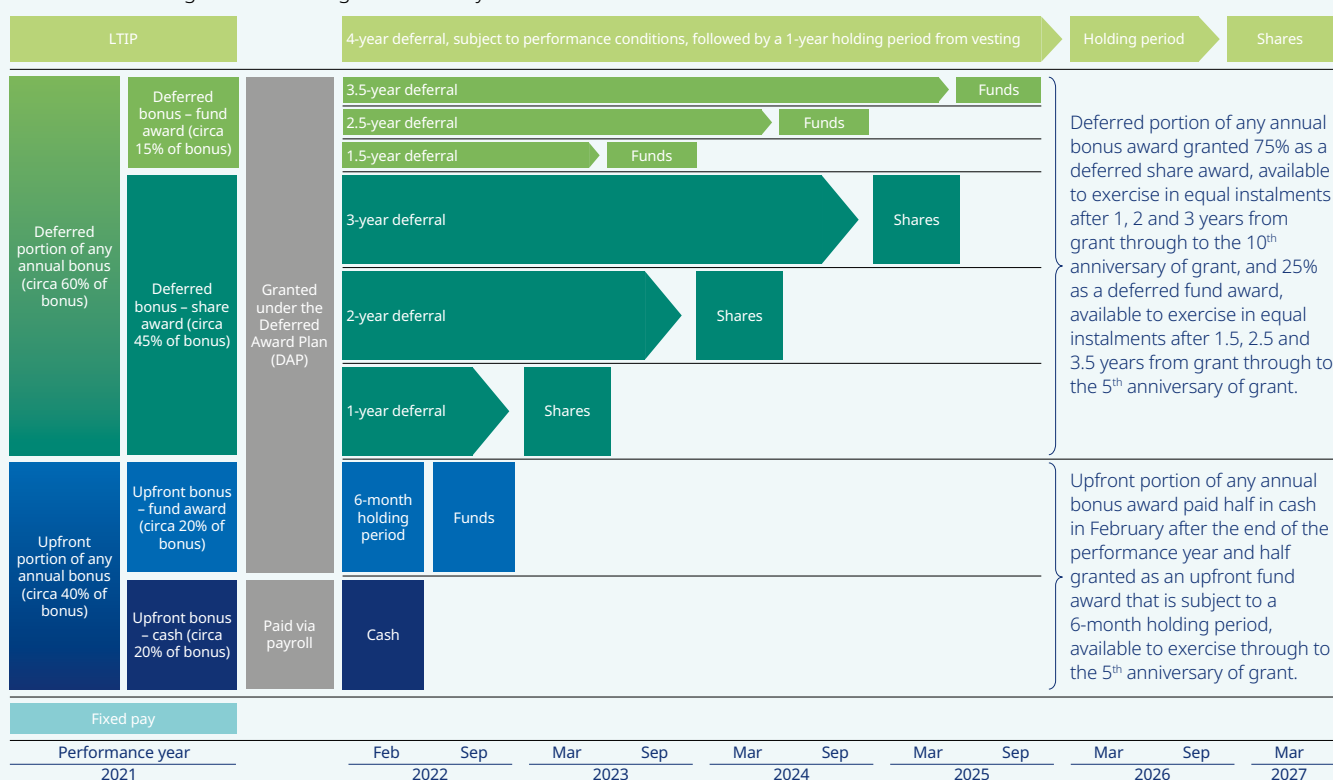 LTIP
4-year deferral, subject to performance conditions, followed by a 1-year holding period from vesting
Holding period
Shares
Deferred
portion of any
annual bonus
(circa 60% of
bonus)
Deferred
bonus – fund
award (circa
15% of bonus)
Deferred
bonus – share
award (circa
45% of bonus)
Granted
under the
Deferred
Award Plan
(DAP)
3.5-year deferral
Funds
2.5-year deferral
Funds
1.5-year deferral
Funds
3-year deferral
Shares
2-year deferral
Shares
1-year deferral
Shares
Deferred portion of any annual
bonus award granted 75% as a
deferred share award, available
to exercise in equal instalments
after 1, 2 and 3 years from
grant through to the 10th
anniversary of grant, and 25%
as a deferred fund award,
available to exercise in equal
instalments after 1.5, 2.5 and
3.5 years from grant through to
the 5th anniversary of grant.
Upfront
portion of any
annual bonus
(circa 40% of
bonus)
Upfront bonus
– fund award
(circa 20% of
bonus)
6-month
holding
period
Funds
Upfront bonus
– cash (circa
20% of bonus)
Paid via
payroll
Cash
Upfront portion of any annual
bonus award paid half in cash
in February after the end of the
performance year and half
granted as an upfront fund
award that is subject to a
6-month holding period,
available to exercise through to
the 5th anniversary of grant.
Fixed pay
Performance year
Feb Sep Mar Sep Mar Sep Mar Sep Mar Sep Mar
2021 2022 2023 2024 2025 2026 2027